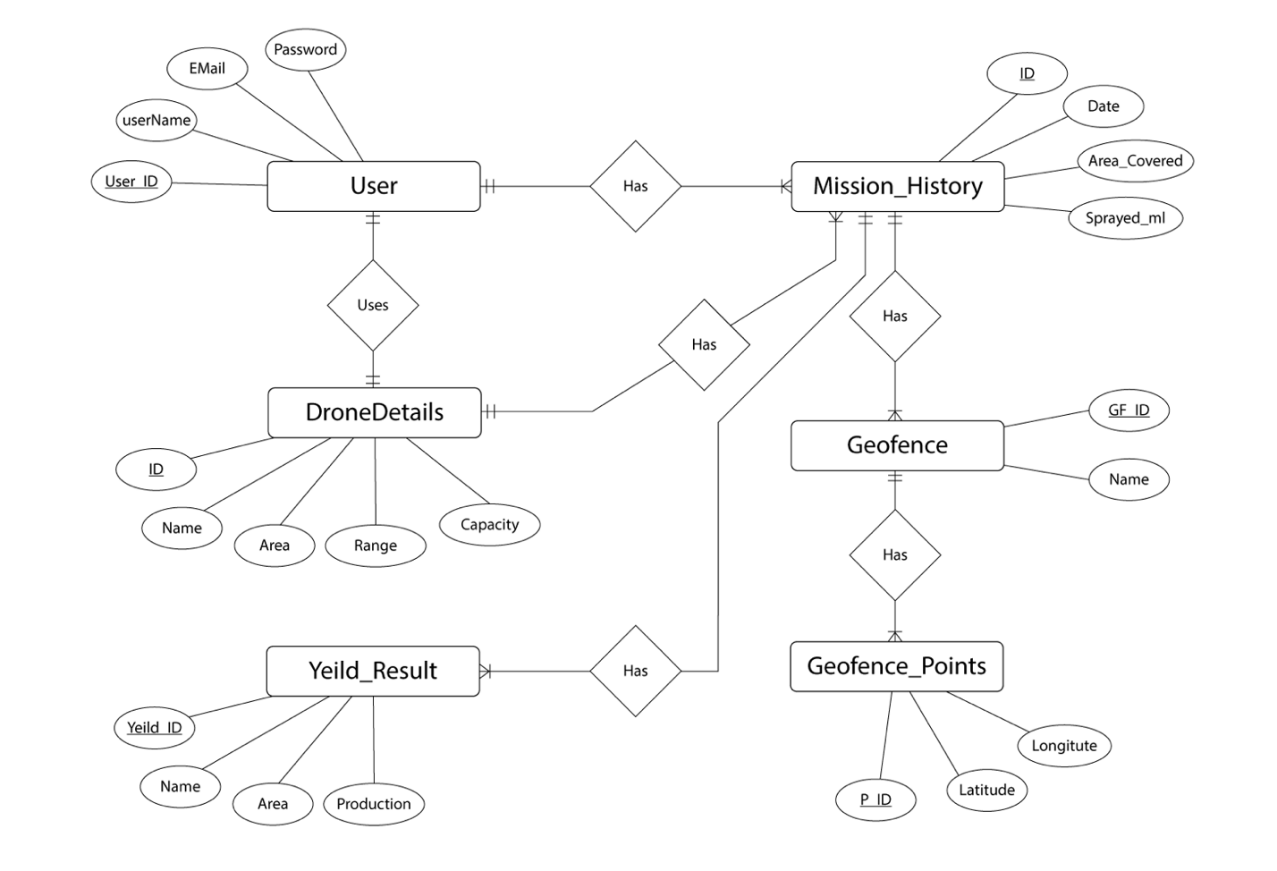 Password
EMail
ID
Date
userName
Area_Covered
User_ID
User
Has
Mission_History
Sprayed_ml
Uses
Has
Has
DroneDetails
GF_ID
Geofence
ID
Name
Capacity
Name
Area
Range
Has
Yeild_Result
Has
Geofence_Points
Yeild_ID
Longitute
Name
Area
Production
P_ID
Latitude